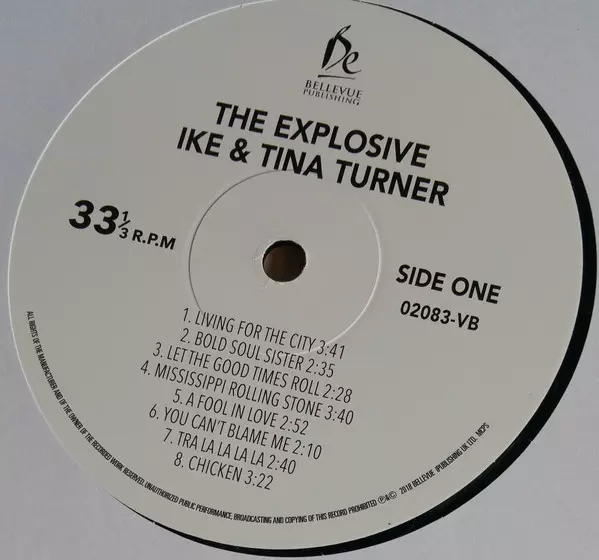 Be
BELLEVUE
PUBLISHING
THE EXPLOSIVE
IKE & TINA TURNER
33 1/3 R.P.M
SIDE ONE
02083-VB
1. LIVING FOR THE CITY 3:41
2. BOLD SOUL SISTER 2:35
3. LET THE GOOD TIMES ROLL 2:28
4. MISSISSIPPI ROLLING STONE 3:40
5. A FOOL IN LOVE 2:52
6. YOU CAN'T BLAME ME 2:10
7. TRA LA LA LA LA 2:40
8. CHICKEN 3:22
ALL RIGHTS OF THE MANUFACTURER AND OF THE OWNER OF THE RECORDED WORK RESERVED. UNAUTHORIZED PUBLIC PERFORMANCE, BROADCASTING AND COPYING OF THIS RECORD PROHIBITED ℗&© 2018 BELLEVUE PUBLISHING UK LTD. MCPS